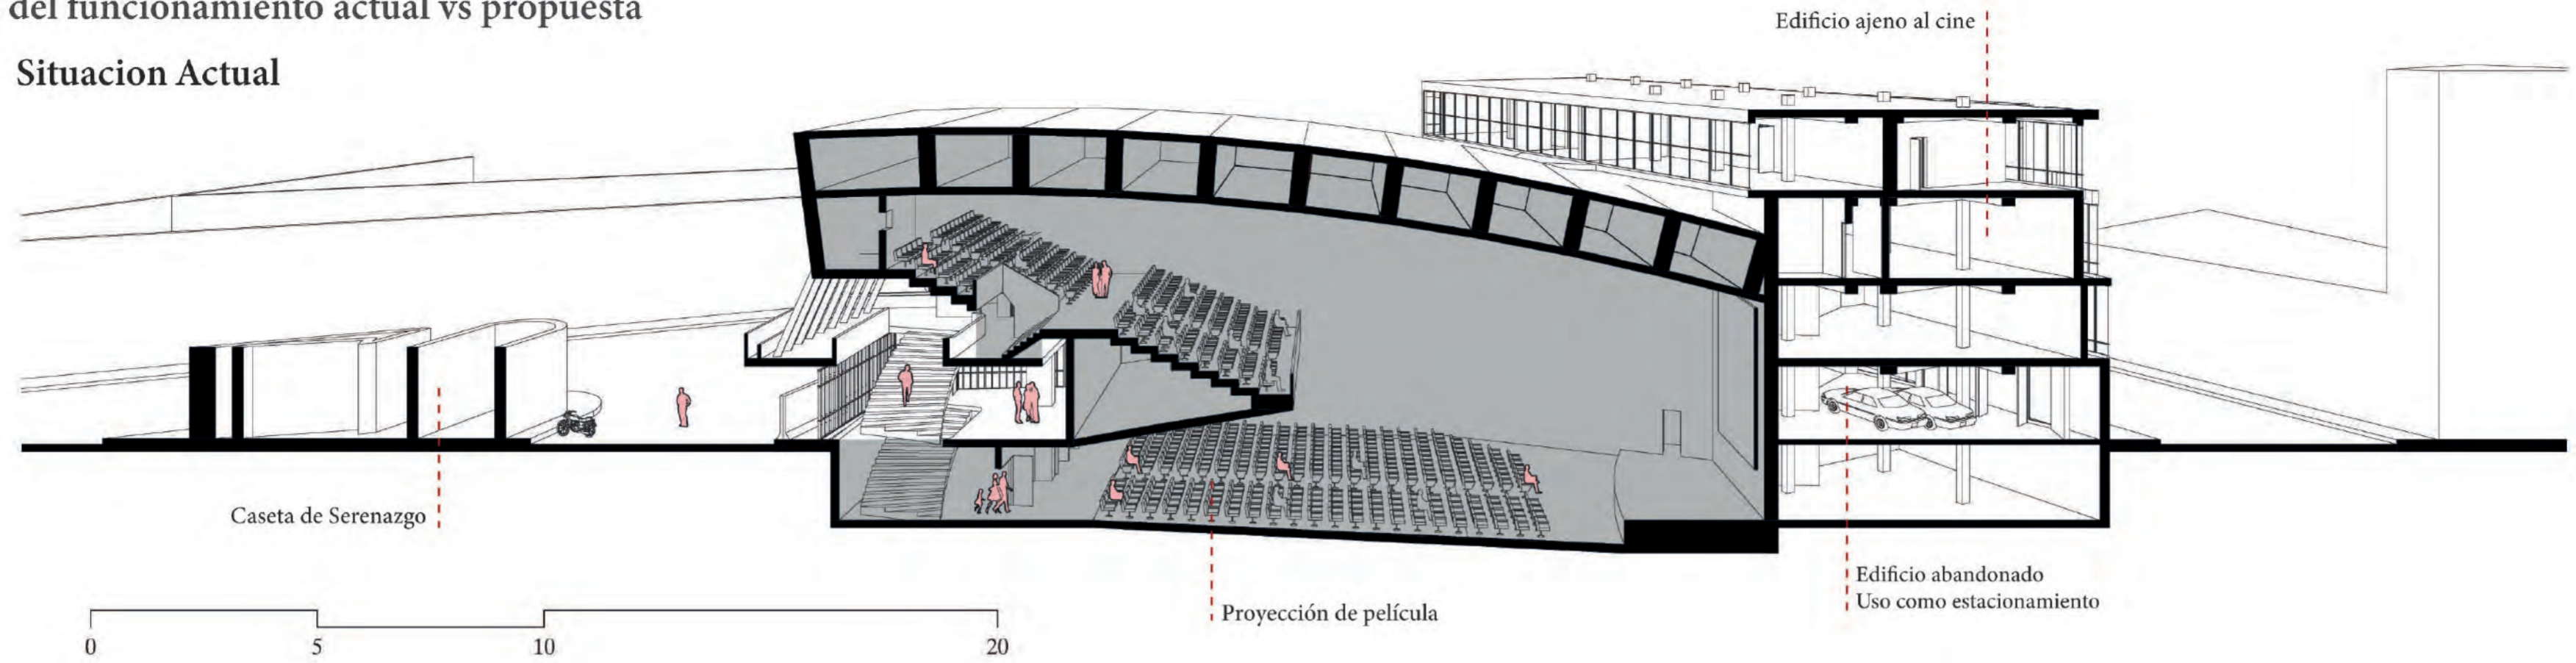 del funcionamiento actual vs propuesta
Situacion Actual
Edificio ajeno al cine
Caseta de Serenazgo
Proyección de película
Edificio abandonado
Uso como estacionamiento
0 5 10 20